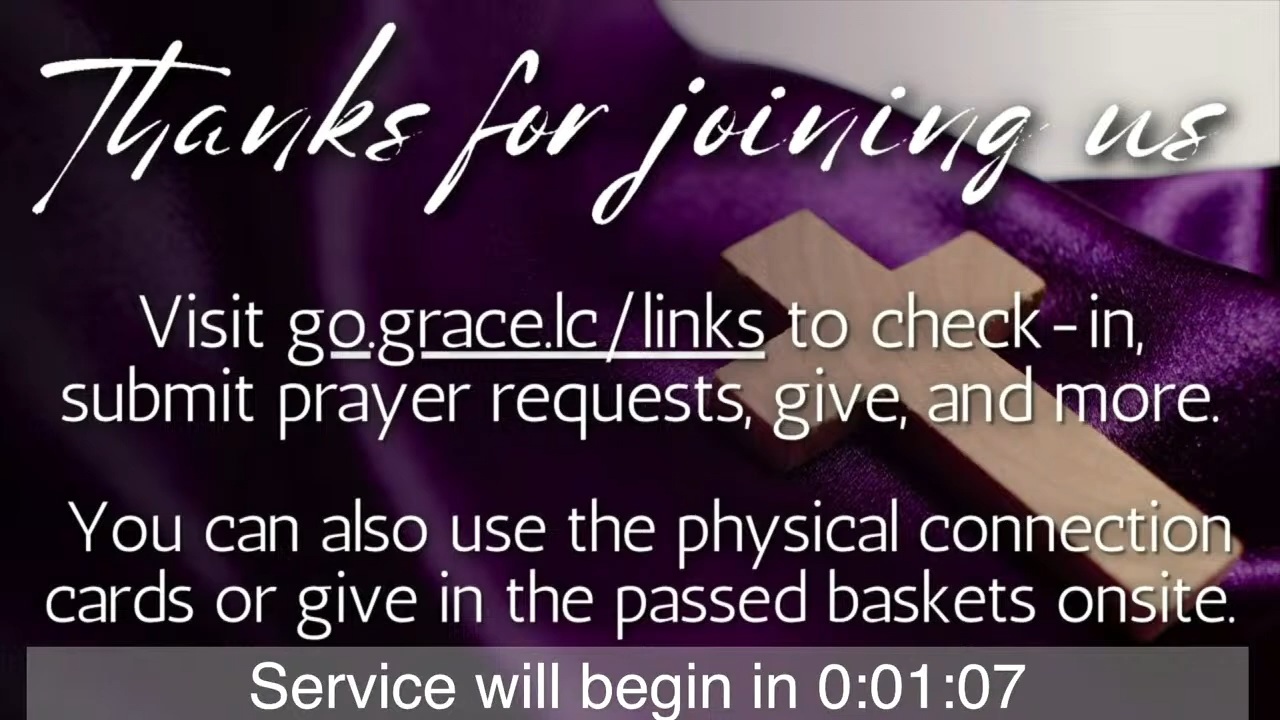 Thanks for joining us
Visit go.grace.lc/links to check-in,
submit prayer requests, give, and more.
You can also use the physical connection
cards or give in the passed baskets onsite.
Service will begin in 0:01:07